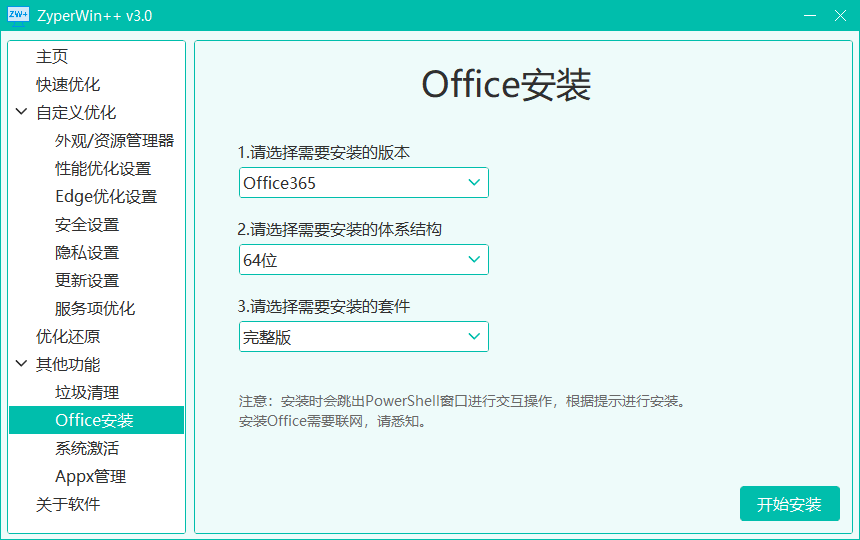 ZW+ ZyperWin++ v3.0
主页
快速优化
自定义优化
外观/资源管理器
性能优化设置
Edge优化设置
安全设置
隐私设置
更新设置
服务项优化
优化还原
其他功能
垃圾清理
Office安装
系统激活
Appx管理
关于软件
Office安装
1.请选择需要安装的版本
Office365
2.请选择需要安装的体系结构
64位
3.请选择需要安装的套件
完整版
注意：安装时会跳出PowerShell窗口进行交互操作，根据提示进行安装。
安装Office需要联网，请悉知。
开始安装